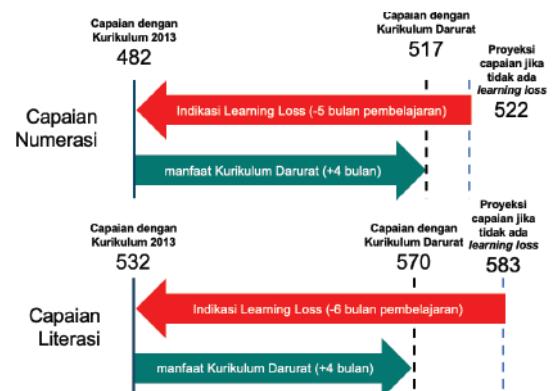 Capaian dengan
Kurikulum 2013
482
Capaian dengan
Kurikulum Darurat
517
Proyeksi
capaian jika
tidak ada
learning loss
522
Capaian
Numerasi
Indikasi Learning Loss (-5 bulan pembelajaran)
manfaat Kurikulum Darurat (+4 bulan)
Capaian dengan
Kurikulum 2013
532
Capaian dengan
Kurikulum Darurat
570
Proyeksi
capaian jika
tidak ada
learning loss
583
Capaian
Literasi
Indikasi Learning Loss (-6 bulan pembelajaran)
manfaat Kurikulum Darurat (+4 bulan)